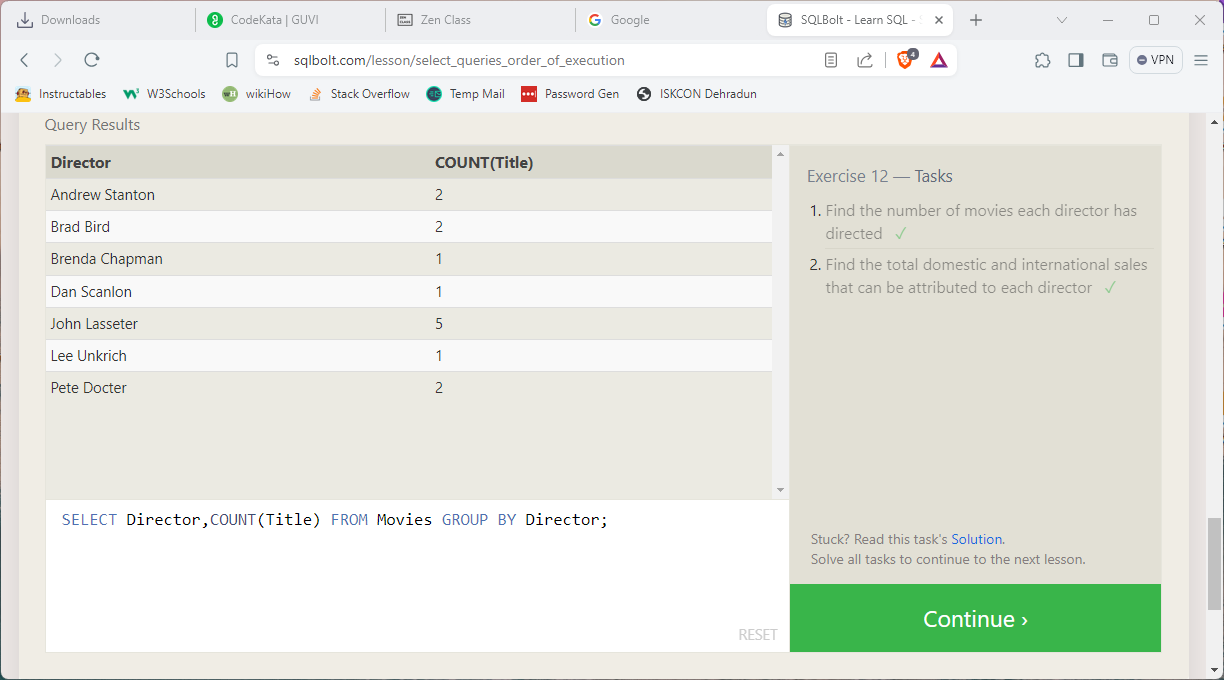 Downloads
CodeKata | GUVI
Zen Class
Google
SQLBolt - Learn SQL -
sqlbolt.com/lesson/select_queries_order_of_execution
4
VPN
Instructables
W3Schools
wikiHow
Stack Overflow
Temp Mail
Password Gen
ISKCON Dehradun
Query Results
Director COUNT(Title)
Andrew Stanton 2
Brad Bird 2
Brenda Chapman 1
Dan Scanlon 1
John Lasseter 5
Lee Unkrich 1
Pete Docter 2
SELECT Director,COUNT(Title) FROM Movies GROUP BY Director;
RESET
Exercise 12 — Tasks
1. Find the number of movies each director has
directed ✓
2. Find the total domestic and international sales
that can be attributed to each director ✓
Stuck? Read this task's Solution.
Solve all tasks to continue to the next lesson.
Continue ›